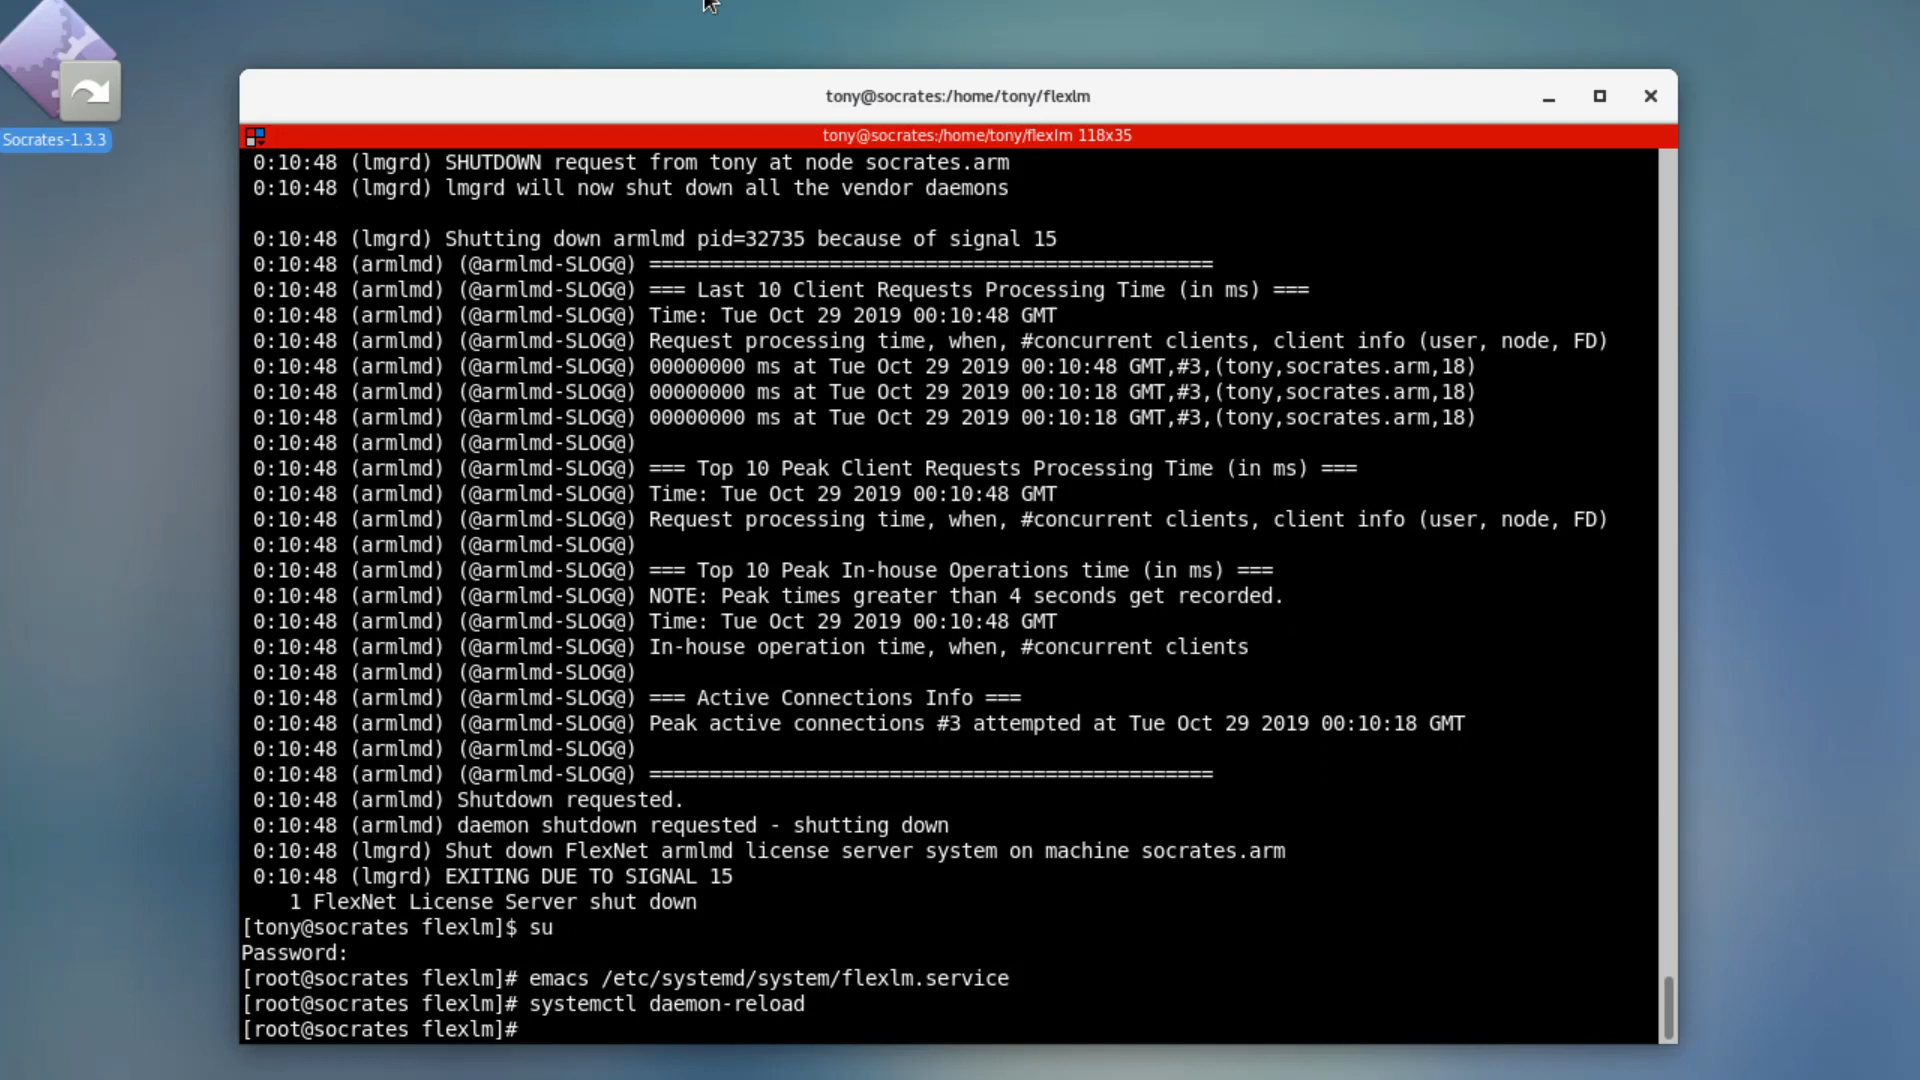 Socrates-1.3.3
tony@socrates:/home/tony/flexlm
tony@socrates:/home/tony/flexlm 118x35
0:10:48 (lmgrd) SHUTDOWN request from tony at node socrates.arm
0:10:48 (lmgrd) lmgrd will now shut down all the vendor daemons
0:10:48 (lmgrd) Shutting down armlmd pid=32735 because of signal 15
0:10:48 (armlmd) (@armlmd-SLOG@) ===============================================
0:10:48 (armlmd) (@armlmd-SLOG@) === Last 10 Client Requests Processing Time (in ms) ===
0:10:48 (armlmd) (@armlmd-SLOG@) Time: Tue Oct 29 2019 00:10:48 GMT
0:10:48 (armlmd) (@armlmd-SLOG@) Request processing time, when, #concurrent clients, client info (user, node, FD)
0:10:48 (armlmd) (@armlmd-SLOG@) 00000000 ms at Tue Oct 29 2019 00:10:48 GMT,#3,(tony,socrates.arm,18)
0:10:48 (armlmd) (@armlmd-SLOG@) 00000000 ms at Tue Oct 29 2019 00:10:18 GMT,#3,(tony,socrates.arm,18)
0:10:48 (armlmd) (@armlmd-SLOG@) 00000000 ms at Tue Oct 29 2019 00:10:18 GMT,#3,(tony,socrates.arm,18)
0:10:48 (armlmd) (@armlmd-SLOG@)
0:10:48 (armlmd) (@armlmd-SLOG@) === Top 10 Peak Client Requests Processing Time (in ms) ===
0:10:48 (armlmd) (@armlmd-SLOG@) Time: Tue Oct 29 2019 00:10:48 GMT
0:10:48 (armlmd) (@armlmd-SLOG@) Request processing time, when, #concurrent clients, client info (user, node, FD)
0:10:48 (armlmd) (@armlmd-SLOG@)
0:10:48 (armlmd) (@armlmd-SLOG@) === Top 10 Peak In-house Operations time (in ms) ===
0:10:48 (armlmd) (@armlmd-SLOG@) NOTE: Peak times greater than 4 seconds get recorded.
0:10:48 (armlmd) (@armlmd-SLOG@) Time: Tue Oct 29 2019 00:10:48 GMT
0:10:48 (armlmd) (@armlmd-SLOG@) In-house operation time, when, #concurrent clients
0:10:48 (armlmd) (@armlmd-SLOG@)
0:10:48 (armlmd) (@armlmd-SLOG@) === Active Connections Info ===
0:10:48 (armlmd) (@armlmd-SLOG@) Peak active connections #3 attempted at Tue Oct 29 2019 00:10:18 GMT
0:10:48 (armlmd) (@armlmd-SLOG@)
0:10:48 (armlmd) (@armlmd-SLOG@) ===============================================
0:10:48 (armlmd) Shutdown requested.
0:10:48 (armlmd) daemon shutdown requested - shutting down
0:10:48 (lmgrd) Shut down FlexNet armlmd license server system on machine socrates.arm
0:10:48 (lmgrd) EXITING DUE TO SIGNAL 15
1 FlexNet License Server shut down
[tony@socrates flexlm]$ su
Password:
[root@socrates flexlm]# emacs /etc/systemd/system/flexlm.service
[root@socrates flexlm]# systemctl daemon-reload
[root@socrates flexlm]#